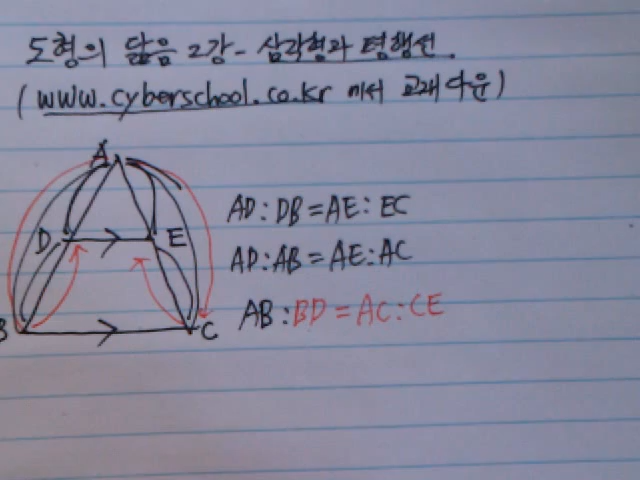 도형의 닮음 2강 - 삼각형과 평행선.
(www.cyberschool.co.kr 에서 교재다운)
A
D E
B C
AD:DB=AE:EC
AD:AB=AE:AC
AB:BD=AC:CE